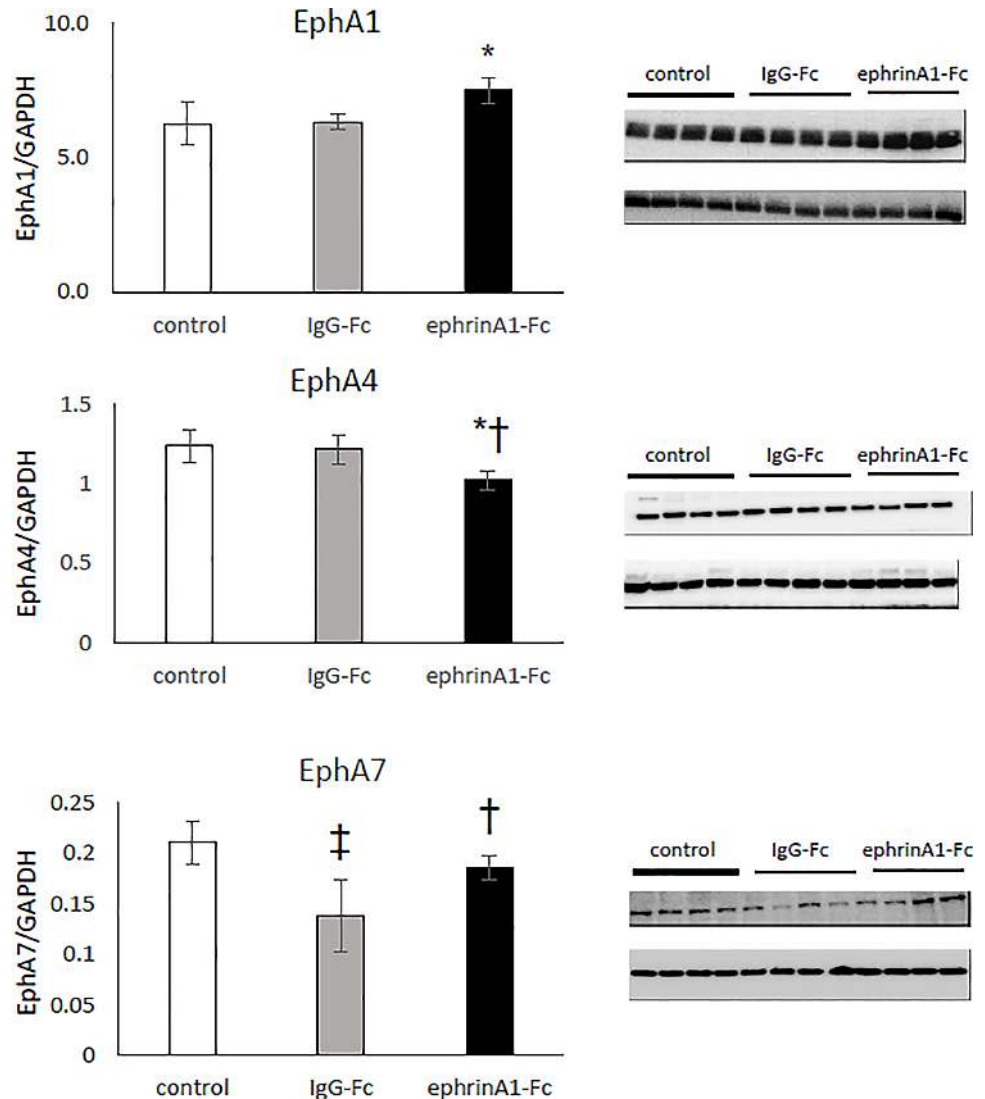 EphA1
EphA1/GAPDH
10.0
5.0
0.0
*
control IgG-Fc ephrinA1-Fc
control IgG-Fc ephrinA1-Fc
EphA4
EphA4/GAPDH
1.5
1
0.5
0
*†
control IgG-Fc ephrinA1-Fc
control IgG-Fc ephrinA1-Fc
EphA7
EphA7/GAPDH
0.25
0.2
0.15
0.1
0.05
0
‡ †
control IgG-Fc ephrinA1-Fc
control IgG-Fc ephrinA1-Fc